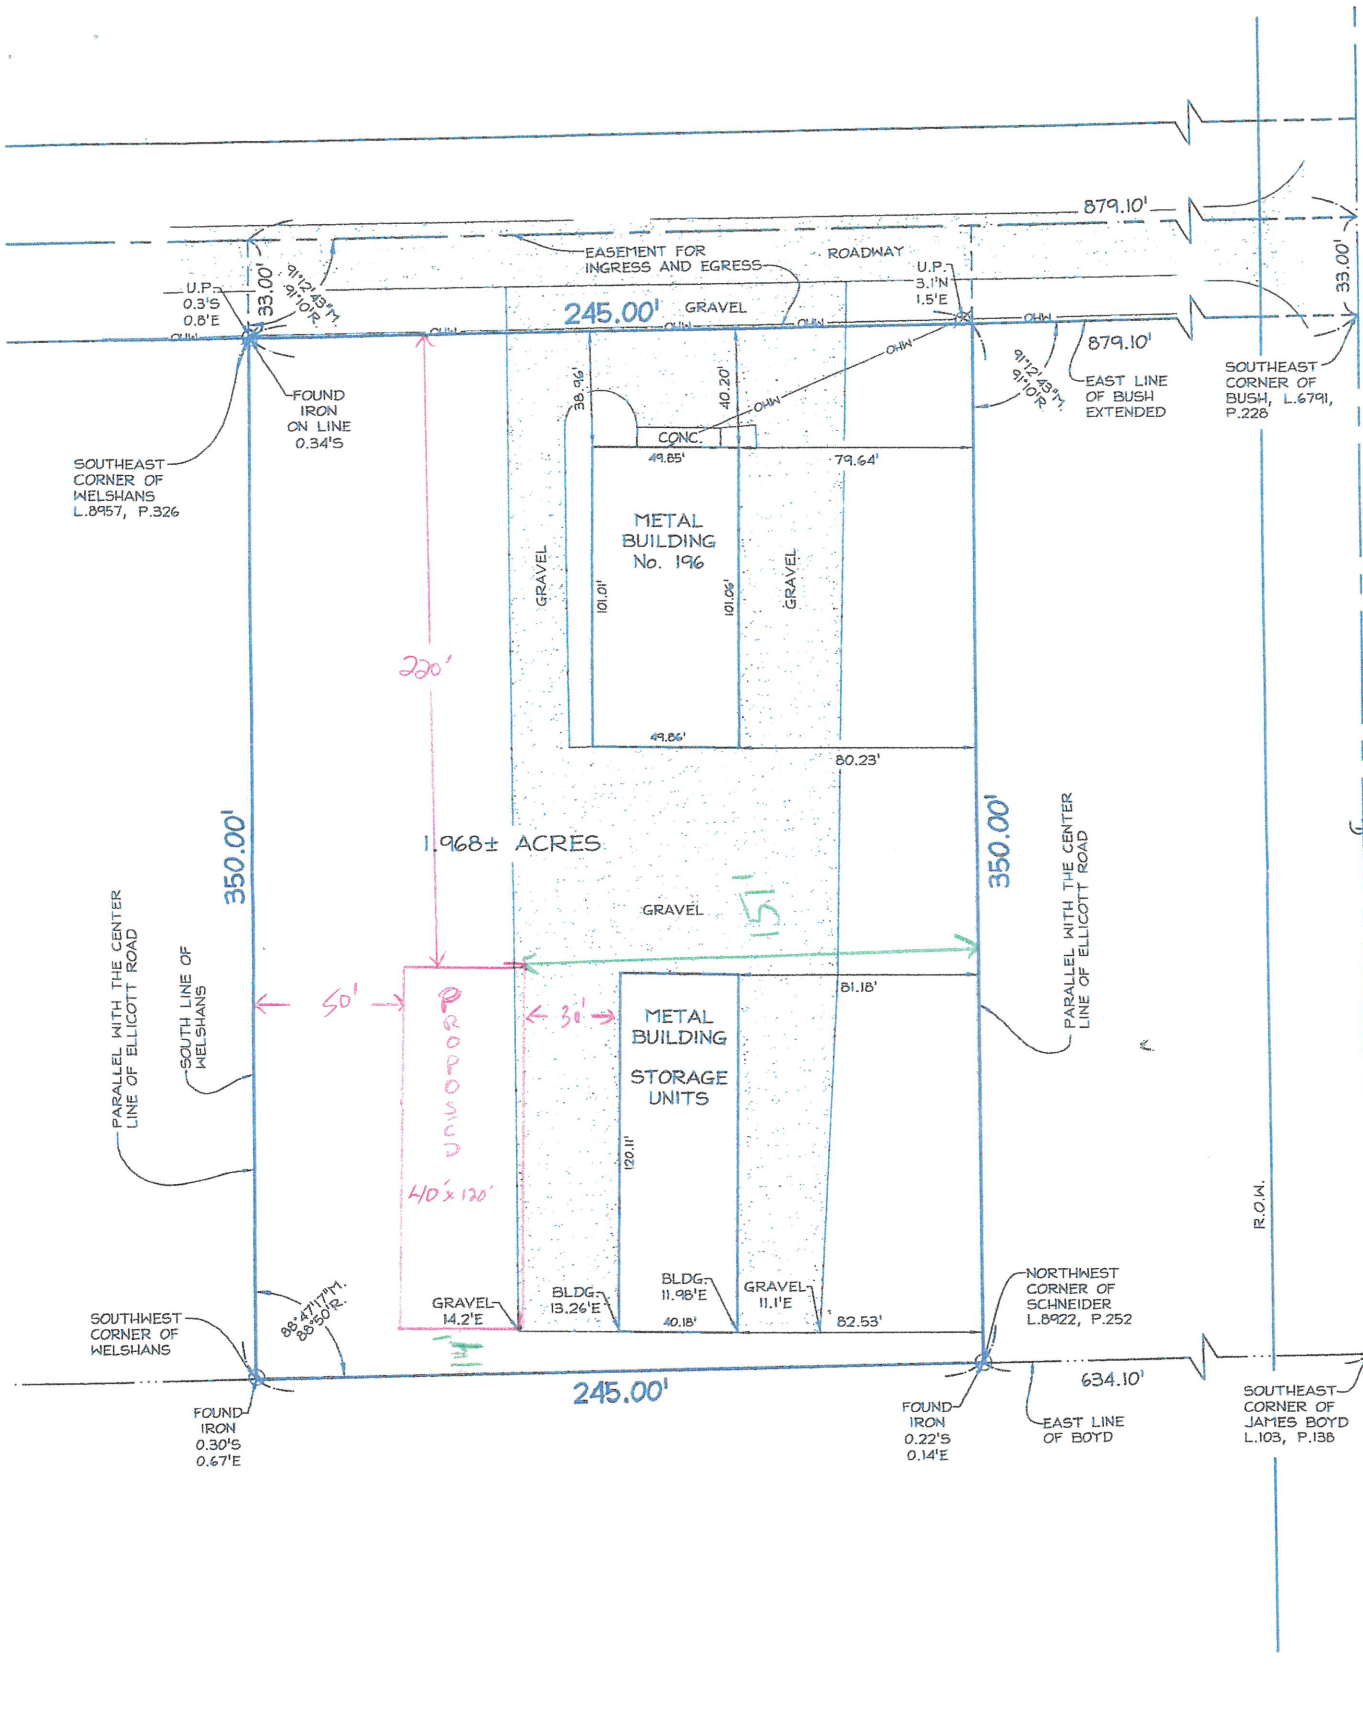 879.10'
EASEMENT FOR
INGRESS AND EGRESS
ROADWAY
U.P.
0.3'S
0.8'E
33.00'
91°12'43"M.
91°10'R.
U.P.
3.1'N
1.5'E
33.00'
245.00'
GRAVEL
OHW
OHW
OHW
OHW
OHW
OHW
OHW
879.10'
91°12'43"M.
91°10'R.
EAST LINE
OF BUSH
EXTENDED
SOUTHEAST
CORNER OF
BUSH, L.6791,
P.228
FOUND
IRON
ON LINE
0.34'S
SOUTHEAST
CORNER OF
WELSHANS
L.8957, P.326
38.96'
40.20'
CONC.
49.85'
79.64'
METAL
BUILDING
No. 196
GRAVEL
GRAVEL
101.01'
101.06'
220'
49.86'
80.23'
350.00'
1.968± ACRES
350.00'
PARALLEL WITH THE CENTER
LINE OF ELLICOTT ROAD
GRAVEL
151'
PARALLEL WITH THE CENTER
LINE OF ELLICOTT ROAD
SOUTH LINE OF
WELSHANS
50'
PROPOSED
40'x120'
30'
81.18'
METAL
BUILDING
STORAGE
UNITS
120.11'
R.O.W.
SOUTHWEST
CORNER OF
WELSHANS
88°47'17"M.
88°50'R.
GRAVEL
14.2'E
BLDG.
13.26'E
BLDG.
11.98'E
GRAVEL
11.1'E
40.18'
82.53'
NORTHWEST
CORNER OF
SCHNEIDER
L.8922, P.252
245.00'
634.10'
FOUND
IRON
0.30'S
0.67'E
FOUND
IRON
0.22'S
0.14'E
EAST LINE
OF BOYD
SOUTHEAST
CORNER OF
JAMES BOYD
L.103, P.138